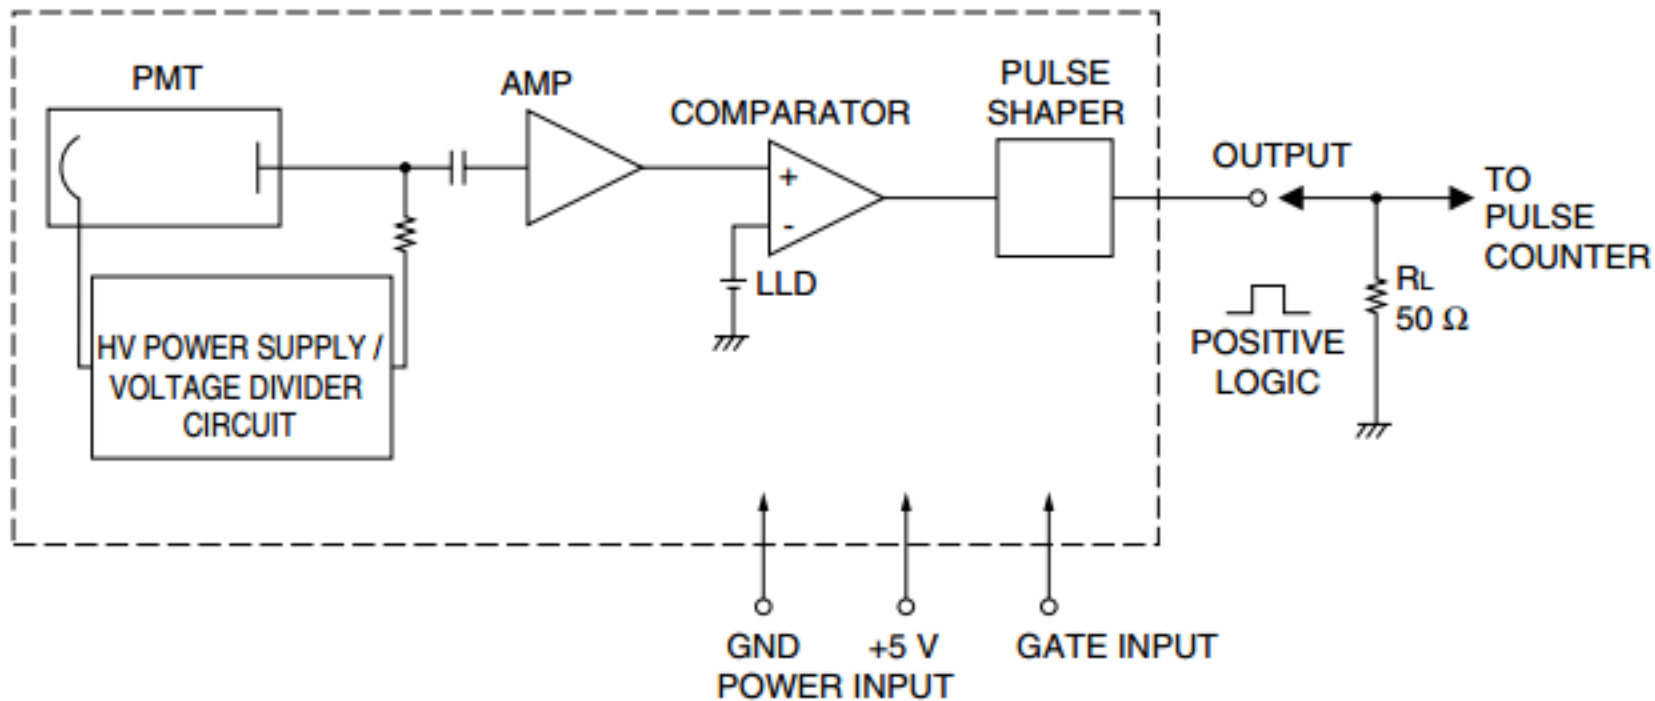 PMT
AMP
COMPARATOR
+
-
LLD
PULSE
SHAPER
OUTPUT
TO
PULSE
COUNTER
RL
50 Ω
POSITIVE
LOGIC
HV POWER SUPPLY /
VOLTAGE DIVIDER
CIRCUIT
GND
+5 V
POWER INPUT
GATE INPUT